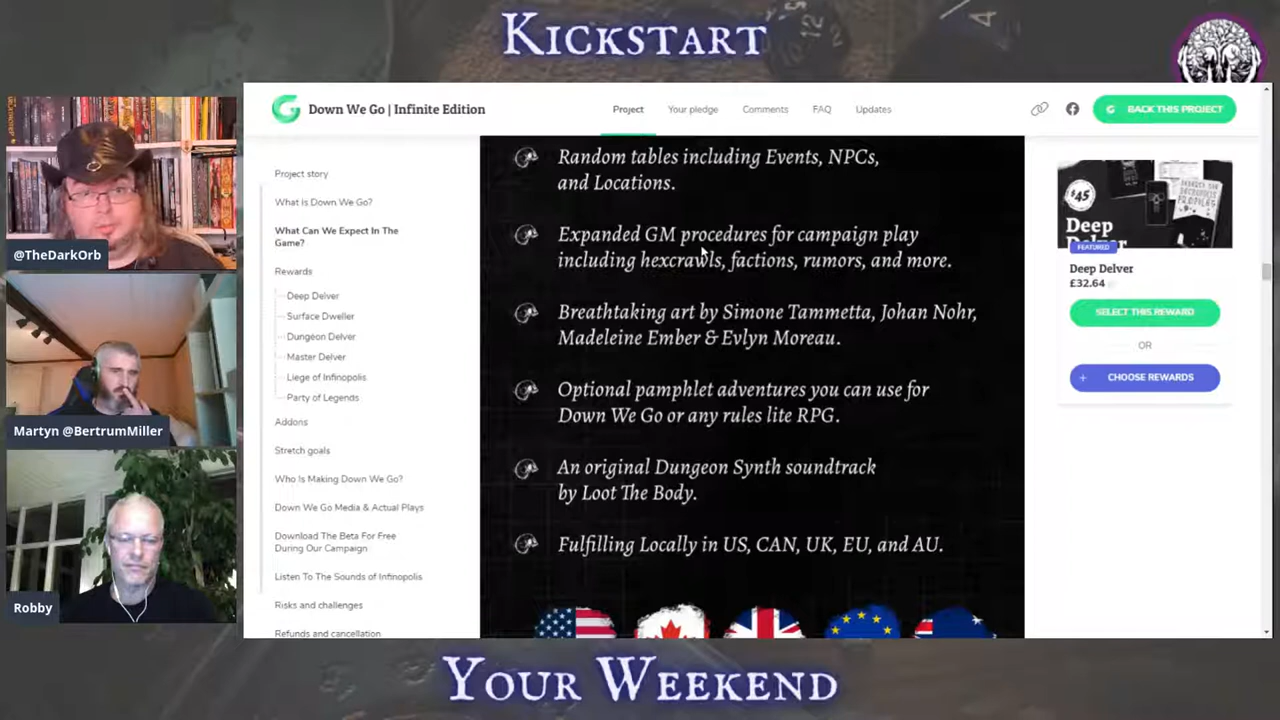 KICKSTART
Down We Go | Infinite Edition
Project
Your pledge
Comments
FAQ
Updates
BACK THIS PROJECT
@TheDarkOrb
Martyn @BertrumMiller
Robby
Project story
What is Down We Go?
What Can We Expect In The
Game?
Rewards
Deep Delver
Surface Dweller
Dungeon Delver
Master Delver
Liege of Infinopolis
Party of Legends
Addons
Stretch goals
Who Is Making Down We Go?
Down We Go Media & Actual Plays
Download The Beta For Free
During Our Campaign
Listen To The Sounds of Infinopolis
Risks and challenges
Refunds and cancellation
Random tables including Events, NPCs,
and Locations.
Expanded GM procedures for campaign play
including hexcrawls, factions, rumors, and more.
Breathtaking art by Simone Tammetta, Johan Nohr,
Madeleine Ember & Evlyn Moreau.
Optional pamphlet adventures you can use for
Down We Go or any rules lite RPG.
An original Dungeon Synth soundtrack
by Loot The Body.
Fulfilling Locally in US, CAN, UK, EU, and AU.
$45
Deep
Delver
FEATURED
Deep Delver
£32.64
SELECT THIS REWARD
OR
+ CHOOSE REWARDS
YOUR WEEKEND